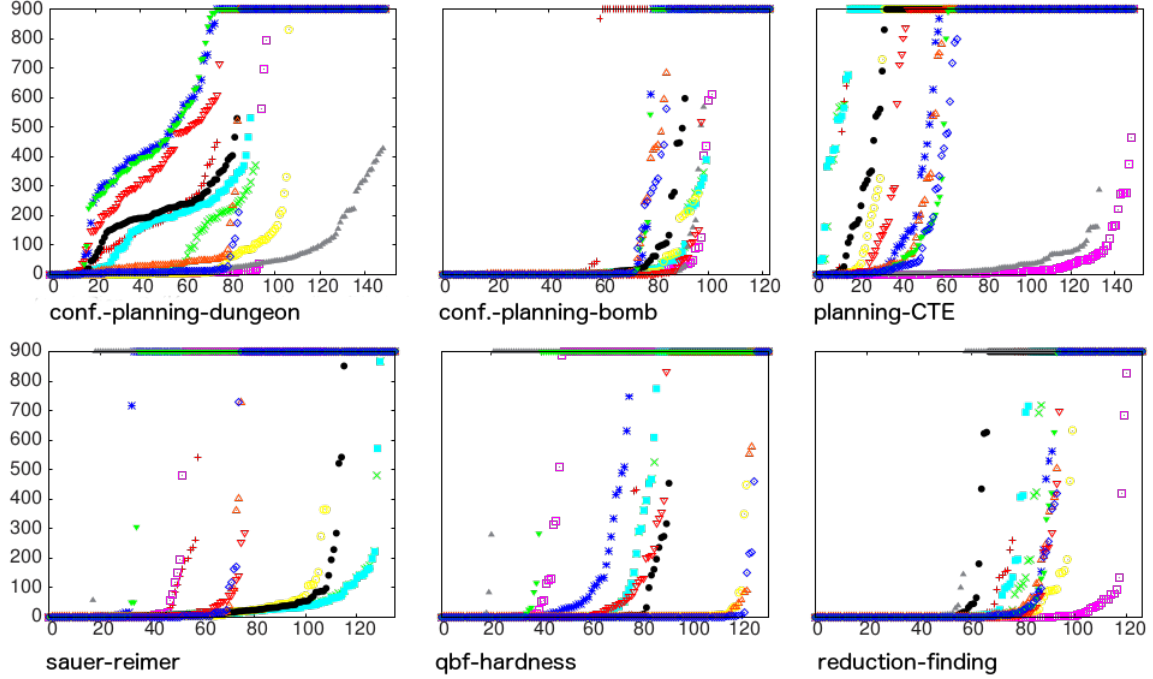 900
800
700
600
500
400
300
200
100
0
0 20 40 60 80 100 120 140
conf.-planning-dungeon
0 20 40 60 80 100 120
conf.-planning-bomb
0 20 40 60 80 100 120 140
planning-CTE
900
800
700
600
500
400
300
200
100
0
0 20 40 60 80 100 120
sauer-reimer
0 20 40 60 80 100 120
qbf-hardness
0 20 40 60 80 100 120
reduction-finding